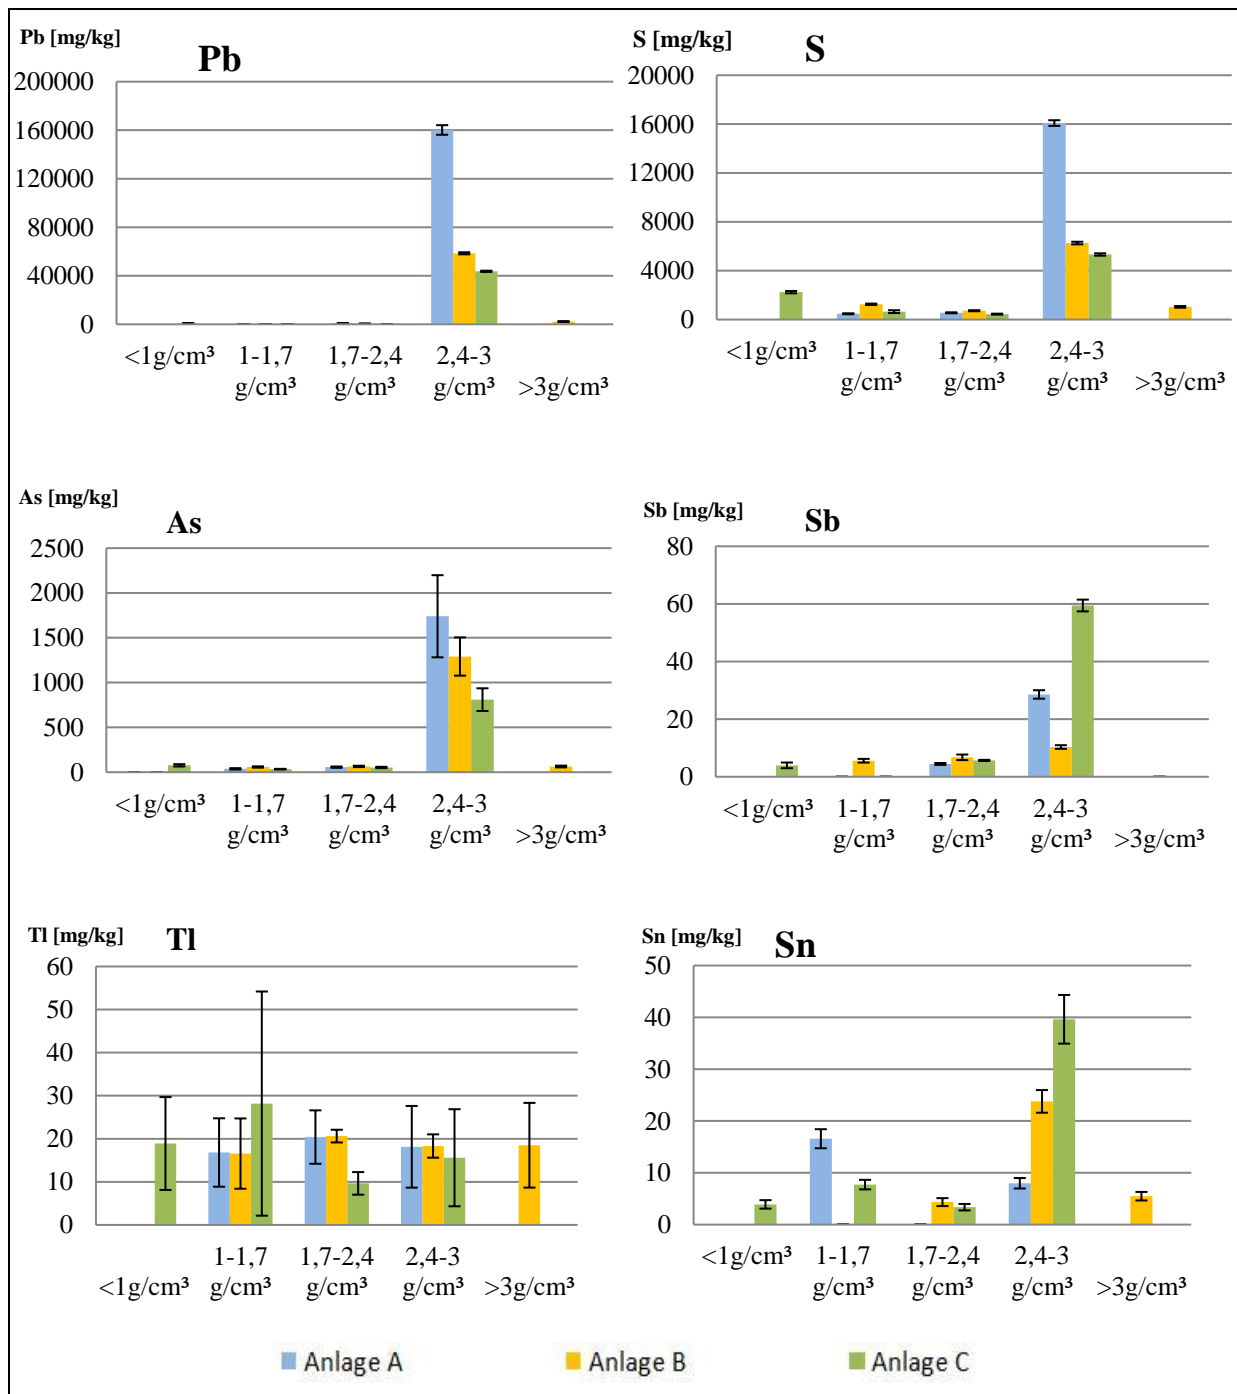 Pb [mg/kg]
Pb
200000
160000
120000
80000
40000
0
<1g/cm³
1-1,7
g/cm³
1,7-2,4
g/cm³
2,4-3
g/cm³
>3g/cm³
S [mg/kg]
S
20000
16000
12000
8000
4000
0
<1g/cm³
1-1,7
g/cm³
1,7-2,4
g/cm³
2,4-3
g/cm³
>3g/cm³
As [mg/kg]
As
2500
2000
1500
1000
500
0
<1g/cm³
1-1,7
g/cm³
1,7-2,4
g/cm³
2,4-3
g/cm³
>3g/cm³
Sb [mg/kg]
Sb
80
60
40
20
0
<1g/cm³
1-1,7
g/cm³
1,7-2,4
g/cm³
2,4-3
g/cm³
>3g/cm³
Tl [mg/kg]
Tl
60
50
40
30
20
10
0
<1g/cm³
1-1,7
g/cm³
1,7-2,4
g/cm³
2,4-3
g/cm³
>3g/cm³
Sn [mg/kg]
Sn
50
40
30
20
10
0
<1g/cm³
1-1,7
g/cm³
1,7-2,4
g/cm³
2,4-3
g/cm³
>3g/cm³
Anlage A
Anlage B
Anlage C